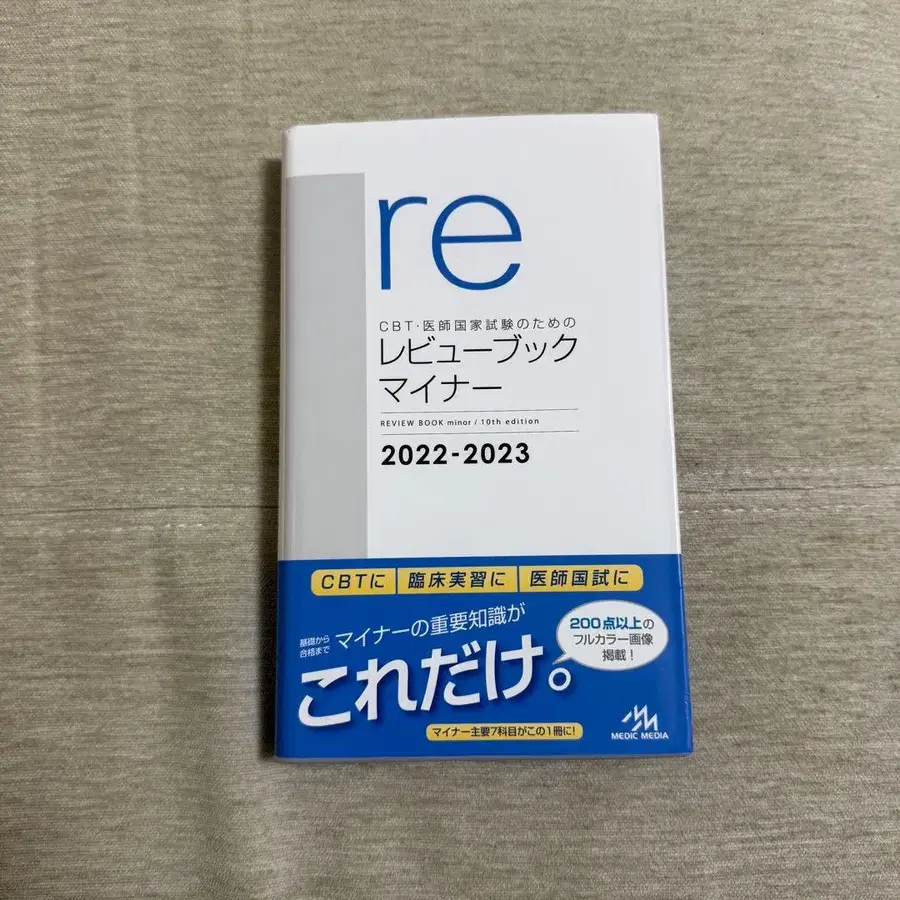 re
CBT・医師国家試験のための
レビューブック
マイナー
REVIEW BOOK minor / 10th edition
2022-2023
CBTに 臨床実習に 医師国試に
基礎から
合格まで
マイナーの重要知識が
これだけ。
200点以上の
フルカラー画像
掲載！
マイナー主要7科目がこの1冊に!
MEDIC MEDIA